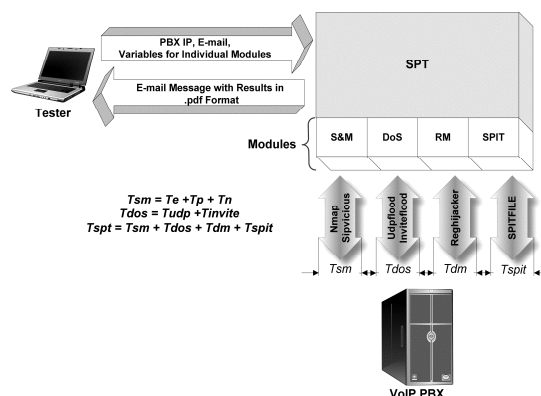 PBX IP, E-mail,
Variables for Individual Modules
E-mail Message with Results in
.pdf Format
Tester
SPT
Modules
S&M
DoS
RM
SPIT
Nmap
Sipvicious
Udpflood
Inviteflood
Reghijacker
SPITFILE
Tsm = Te +Tp + Tn
Tdos = Tudp +Tinvite
Tspt = Tsm + Tdos + Tdm + Tspit
Tsm
Tdos
Tdm
Tspit
VoIP PBX